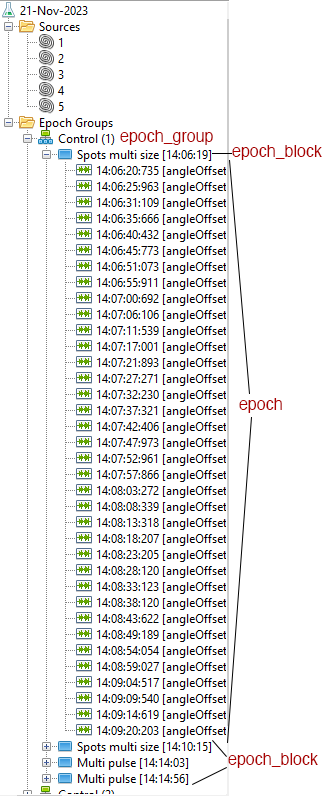 21-Nov-2023
Sources
1
2
3
4
5
Epoch Groups
Control (1) epoch_group
Spots multi size [14:06:19] epoch_block
14:06:20:735 [angleOffset
14:06:25:963 [angleOffset
14:06:31:109 [angleOffset
14:06:35:666 [angleOffset
14:06:40:432 [angleOffset
14:06:45:773 [angleOffset
14:06:51:073 [angleOffset
14:06:55:911 [angleOffset
14:07:00:692 [angleOffset
14:07:06:106 [angleOffset
14:07:11:539 [angleOffset
14:07:17:001 [angleOffset
14:07:21:893 [angleOffset
14:07:27:271 [angleOffset
14:07:32:230 [angleOffset
14:07:37:321 [angleOffset
epoch
14:07:42:406 [angleOffset
14:07:47:973 [angleOffset
14:07:52:961 [angleOffset
14:07:57:866 [angleOffset
14:08:03:272 [angleOffset
14:08:08:339 [angleOffset
14:08:13:318 [angleOffset
14:08:18:207 [angleOffset
14:08:23:205 [angleOffset
14:08:28:120 [angleOffset
14:08:33:123 [angleOffset
14:08:38:120 [angleOffset
14:08:43:622 [angleOffset
14:08:49:189 [angleOffset
14:08:54:054 [angleOffset
14:08:59:027 [angleOffset
14:09:04:517 [angleOffset
14:09:09:540 [angleOffset
14:09:14:619 [angleOffset
14:09:20:203 [angleOffset
Spots multi size [14:10:15]
epoch_block
Multi pulse [14:14:03]
Multi pulse [14:14:56]
Control (2)